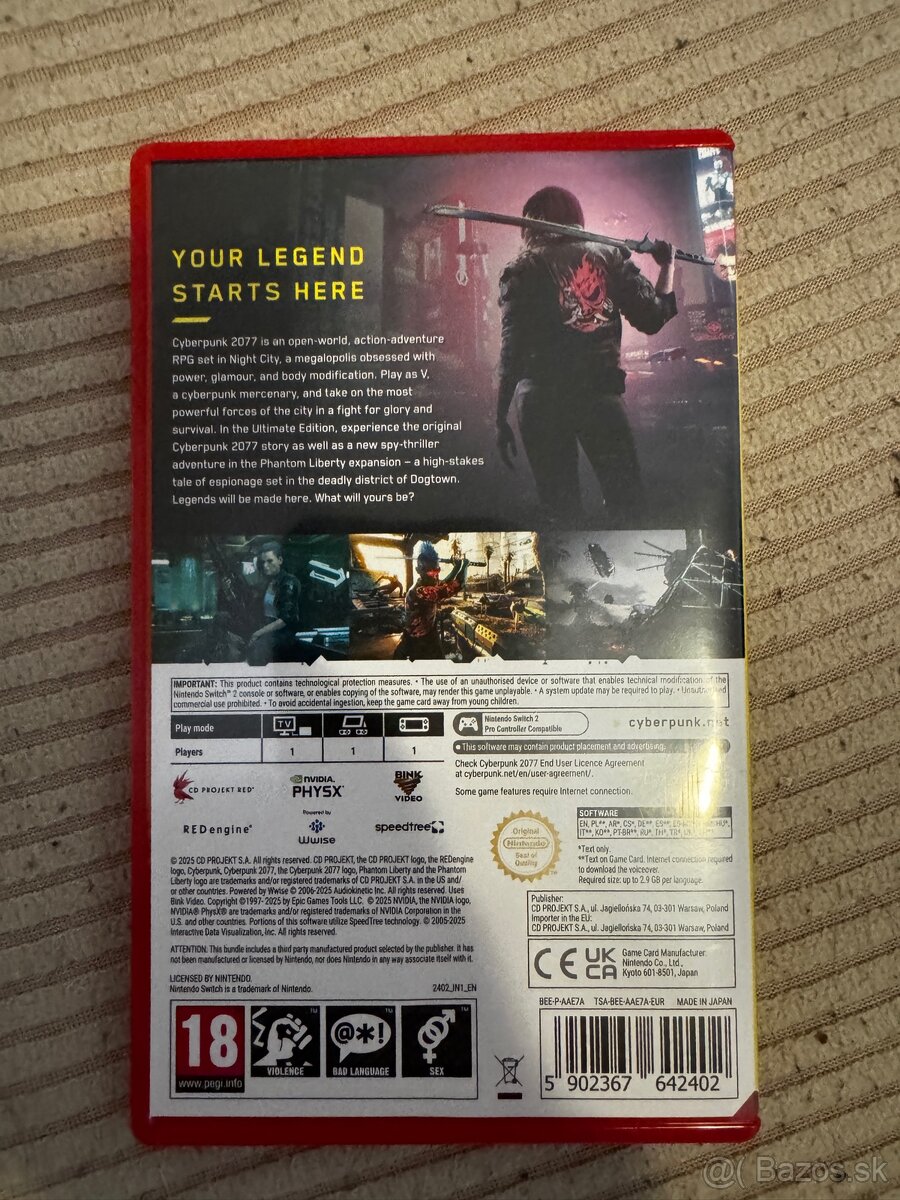 YOUR LEGEND
STARTS HERE
Cyberpunk 2077 is an open-world, action-adventure
RPG set in Night City, a megalopolis obsessed with
power, glamour, and body modification. Play as V,
a cyberpunk mercenary, and take on the most
powerful forces of the city in a fight for glory and
survival. In the Ultimate Edition, experience the original
Cyberpunk 2077 story as well as a new spy-thriller
adventure in the Phantom Liberty expansion – a high-stakes
tale of espionage set in the deadly district of Dogtown.
Legends will be made here. What will yours be?
IMPORTANT: This product contains technological protection measures. • The use of an unauthorised device or software that enables technical modification of the
Nintendo Switch™ 2 console or software, or enables copying of the software, may render this game unplayable. • A system update may be required to play. • Unauthorised
commercial use prohibited. • To avoid accidental ingestion, keep the game card away from young children.
Play mode TV
Players 1 1 1
Nintendo Switch 2
Pro Controller Compatible
cyberpunk.net
• This software may contain product placement and advertising.
Check Cyberpunk 2077 End User Licence Agreement
at cyberpunk.net/en/user-agreement/.
Some game features require Internet connection.
CD PROJEKT RED®
NVIDIA.
PHYSX®
BINK
VIDEO
REDengine®
Powered by
Wwise
speedtree®
Original
Nintendo
Seal of
Quality
SOFTWARE
EN, PL**, AR*, CS*, DE**, ES**,
IT**, KO**, PT-BR**, RU*, TH*, TR*,
*Text only.
**Text on Game Card. Internet connection required
to download the voiceover.
Required size: up to 2.9 GB per language.
© 2025 CD PROJEKT S.A. All rights reserved. CD PROJEKT, the CD PROJEKT logo, the REDengine
logo, Cyberpunk, Cyberpunk 2077, the Cyberpunk 2077 logo, Phantom Liberty and the Phantom
Liberty logo are trademarks and/or registered trademarks of CD PROJEKT S.A. in the US and/
or other countries. Powered by Wwise © 2006-2025 Audiokinetic Inc. All rights reserved. Uses
Bink Video. Copyright ©1997-2025 by Epic Games Tools LLC. © 2025 NVIDIA, the NVIDIA logo,
NVIDIA® PhysX® are trademarks and/or registered trademarks of NVIDIA Corporation in the
U.S. and other countries. Portions of this software utilize SpeedTree technology. © 2005-2025
Interactive Data Visualization, Inc. All rights reserved.
ATTENTION. This bundle includes a third party manufactured product selected by the publisher. It has
not been manufactured or licensed by Nintendo, nor does Nintendo in any way associate itself with it.
LICENSED BY NINTENDO.
Nintendo Switch is a trademark of Nintendo.
2402_IN1_EN
Publisher:
CD PROJEKT S.A., ul. Jagiellońska 74, 03-301 Warsaw, Poland
Importer in the EU:
CD PROJEKT S.A., ul. Jagiellońska 74, 03-301 Warsaw, Poland
CE UK
CA
Game Card Manufacturer:
Nintendo Co., Ltd.,
Kyoto 601-8501, Japan
BEE-P-AAE7A TSA-BEE-AAE7A-EUR MADE IN JAPAN
18
www.pegi.info
VIOLENCE
@*!
BAD LANGUAGE
SEX
5 902367 642402
@( Bazos.sk